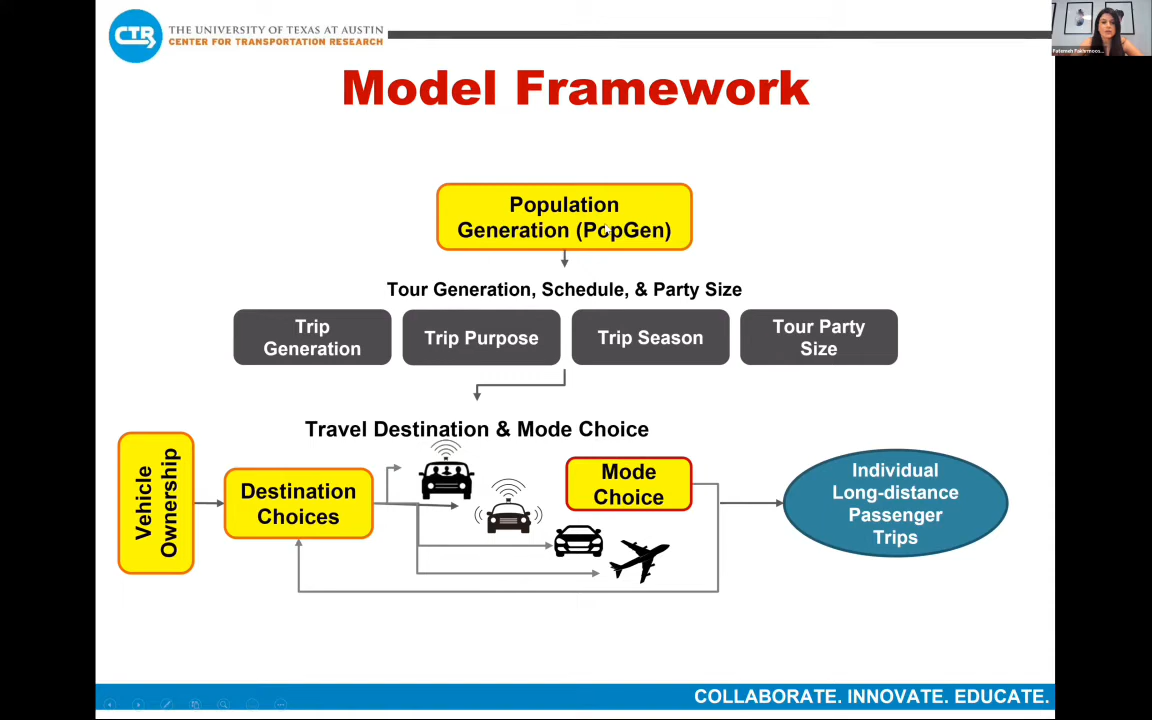 CTR
THE UNIVERSITY OF TEXAS AT AUSTIN
CENTER FOR TRANSPORTATION RESEARCH
Fatemeh Fakhrmoos...
Model Framework
Population
Generation (PopGen)
Tour Generation, Schedule, & Party Size
Trip
Generation
Trip Purpose
Trip Season
Tour Party
Size
Travel Destination & Mode Choice
Vehicle
Ownership
Destination
Choices
Mode
Choice
Individual
Long-distance
Passenger
Trips
COLLABORATE. INNOVATE. EDUCATE.